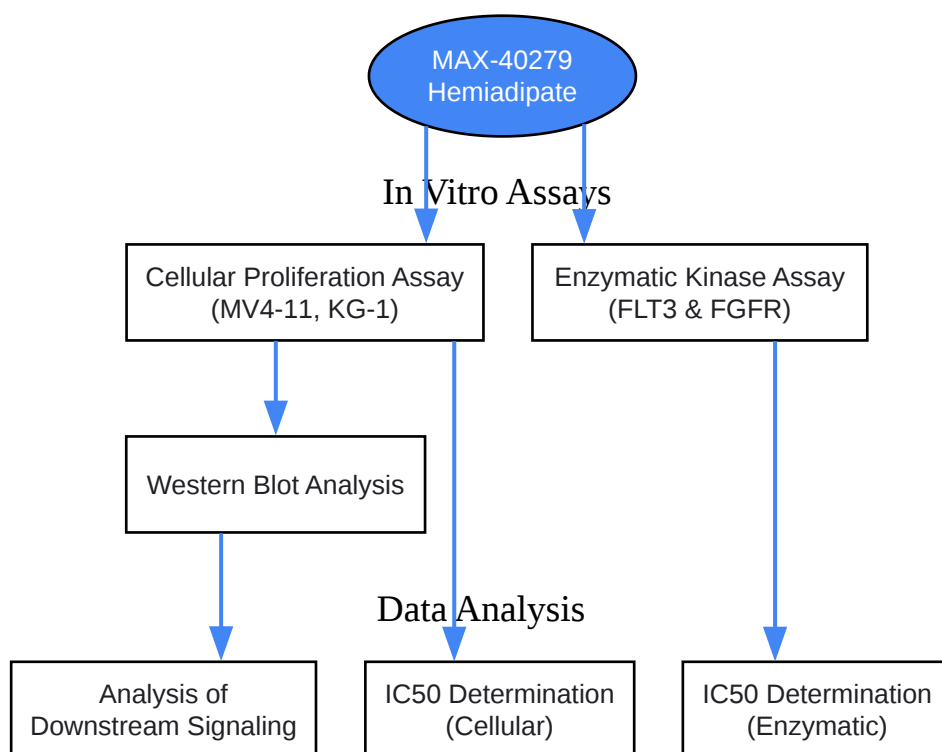 MAX-40279
Hemiadipate
In Vitro Assays
Cellular Proliferation Assay
(MV4-11, KG-1)
Enzymatic Kinase Assay
(FLT3 & FGFR)
Western Blot Analysis
Data Analysis
Analysis of
Downstream Signaling
IC50 Determination
(Cellular)
IC50 Determination
(Enzymatic)